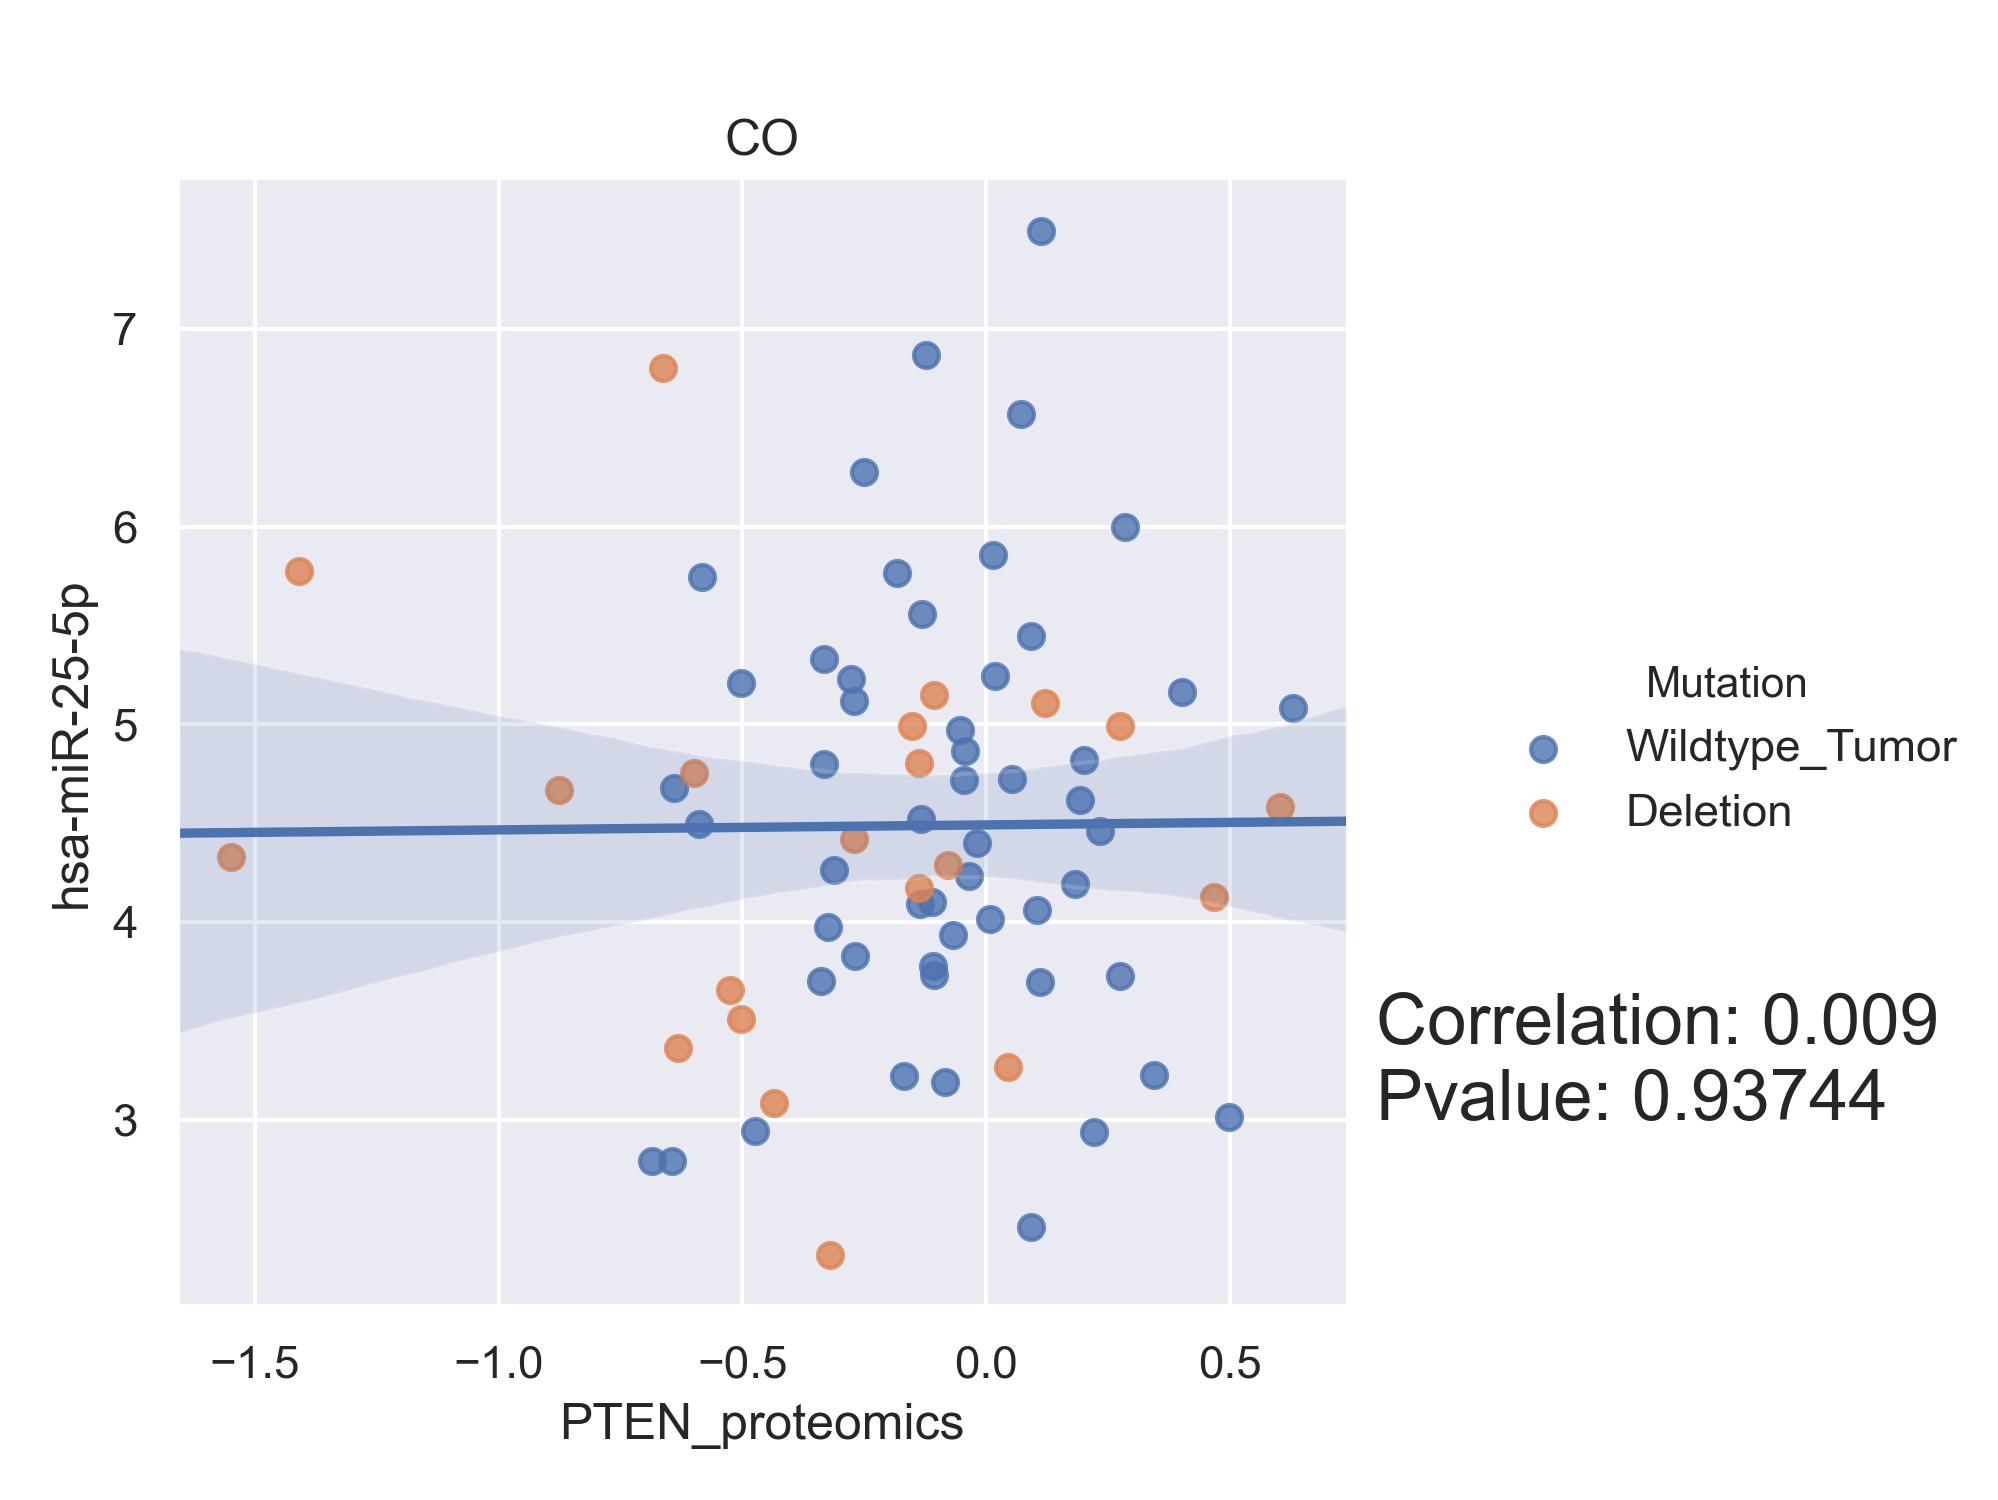 CO
7
6
5
4
3
hsa-miR-25-5p
−1.5 −1.0 −0.5 0.0 0.5
PTEN_proteomics
Mutation
Wildtype_Tumor
Deletion
Correlation: 0.009
Pvalue: 0.93744